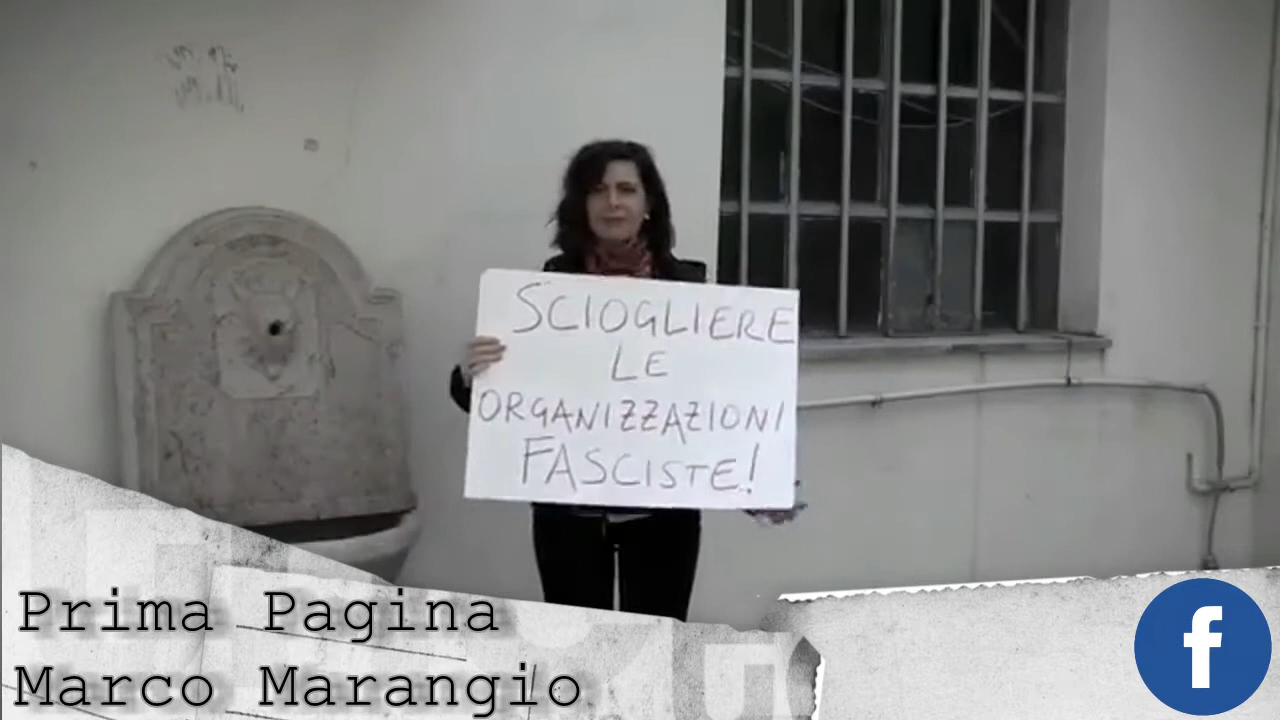 SCIOGLIERE
LE
ORGANIZZAZIONI
FASCISTE!
Prima Pagina
Marco Marangio
f